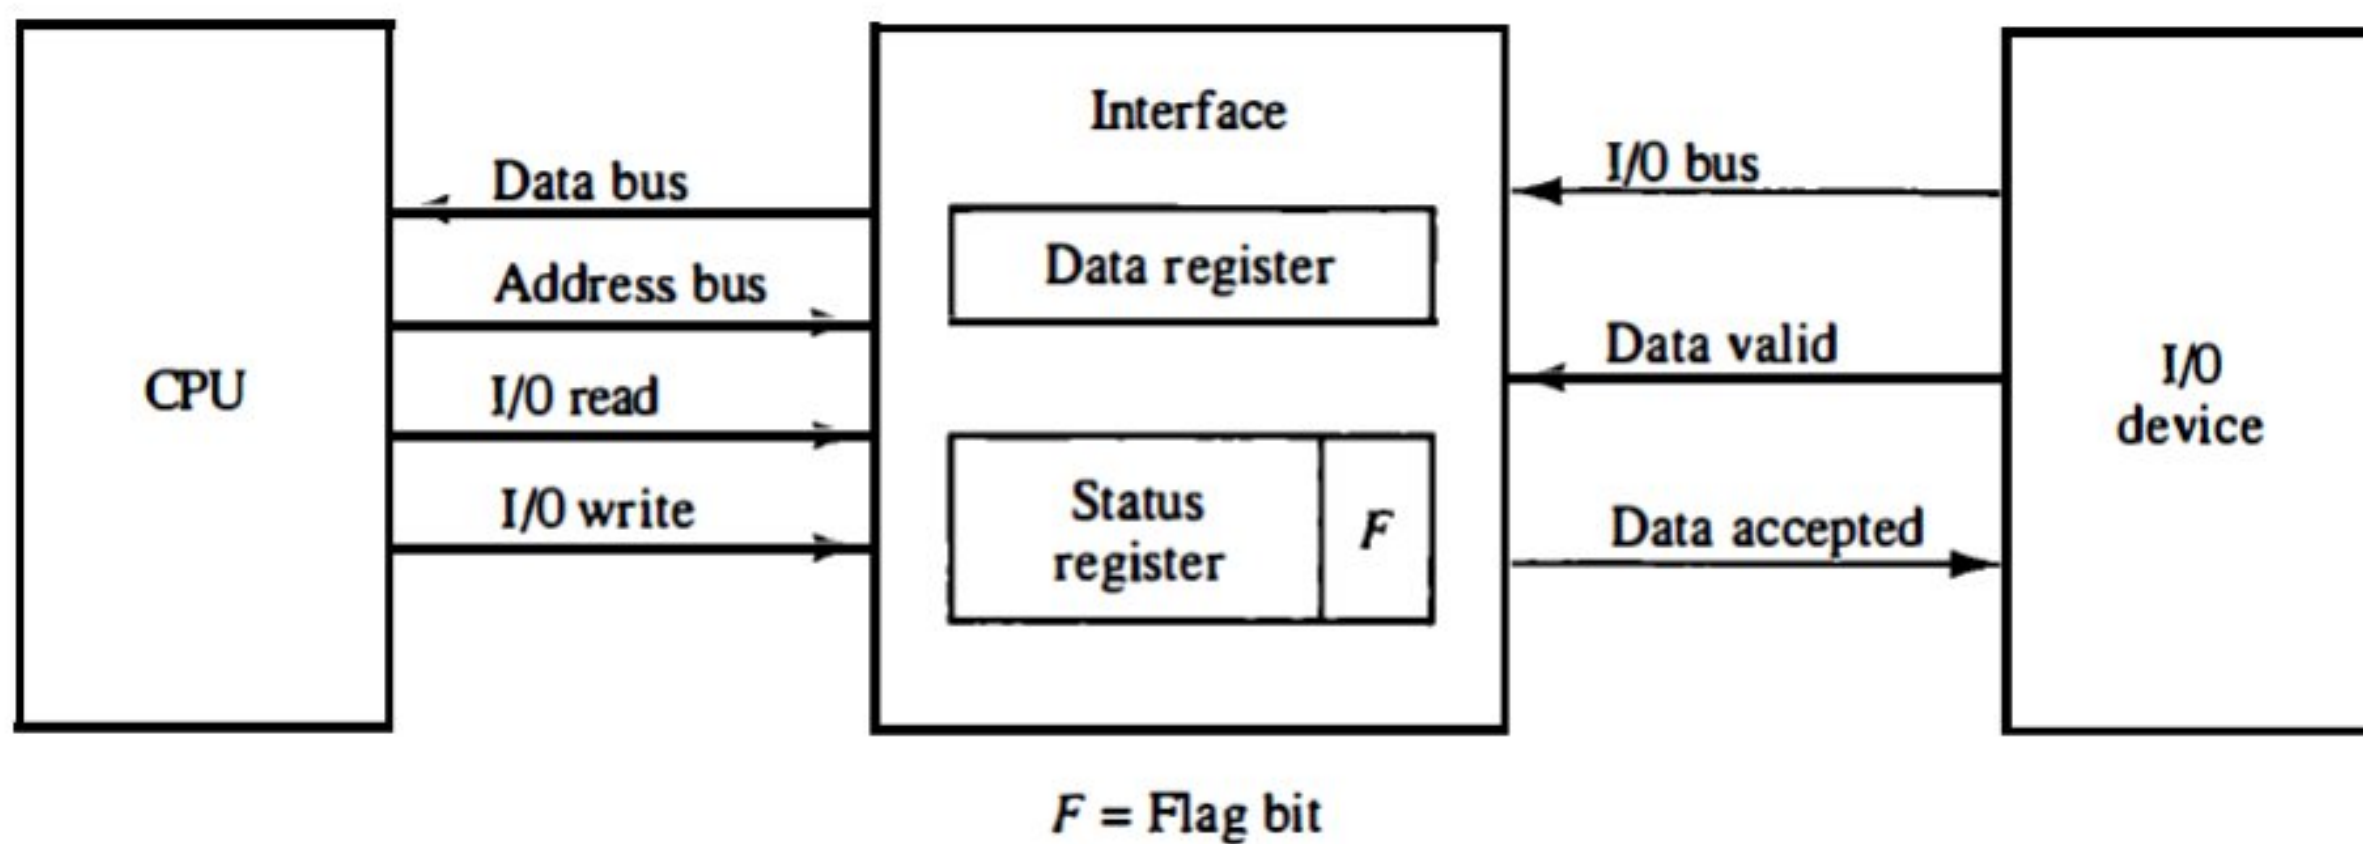 Interface
Data bus
I/0 bus
Data register
Address bus
Data valid
CPU
I/0 read
I/0
device
Status
register
F
I/0 write
Data accepted
F = Flag bit